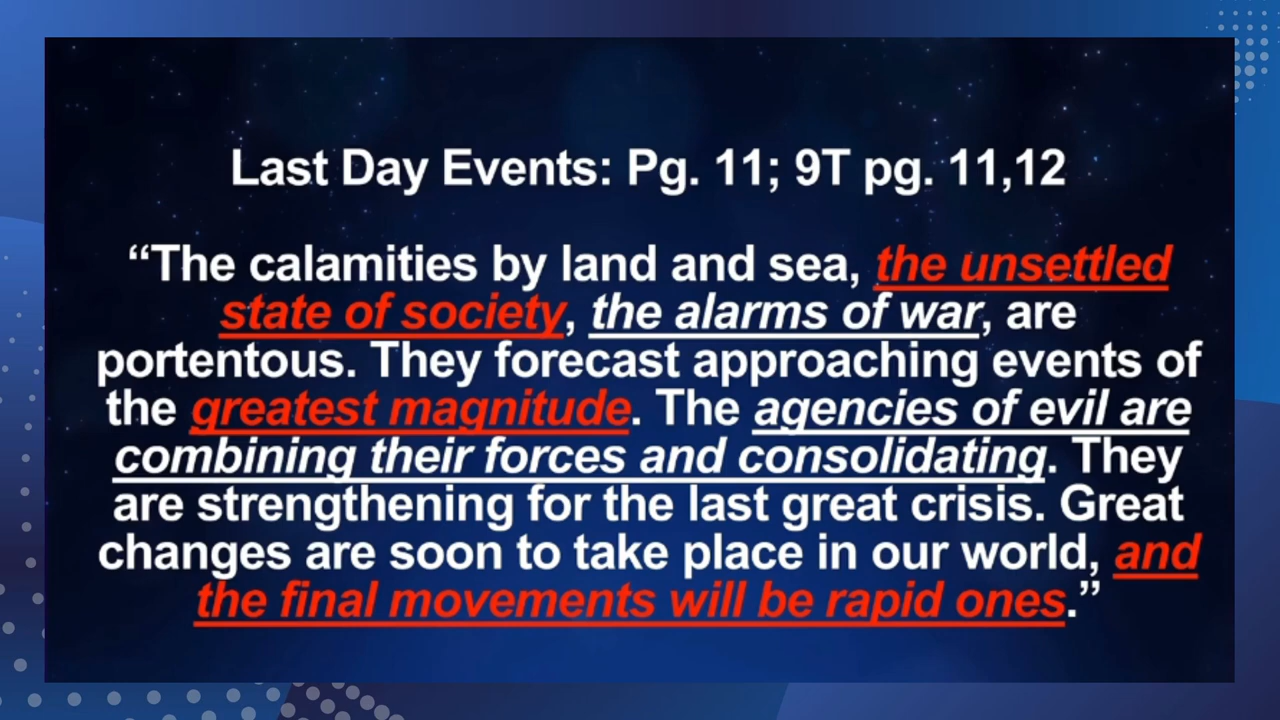 Last Day Events: Pg. 11; 9T pg. 11,12
“The calamities by land and sea, the unsettled
state of society, the alarms of war, are
portentous. They forecast approaching events of
the greatest magnitude. The agencies of evil are
combining their forces and consolidating. They
are strengthening for the last great crisis. Great
changes are soon to take place in our world, and
the final movements will be rapid ones.”